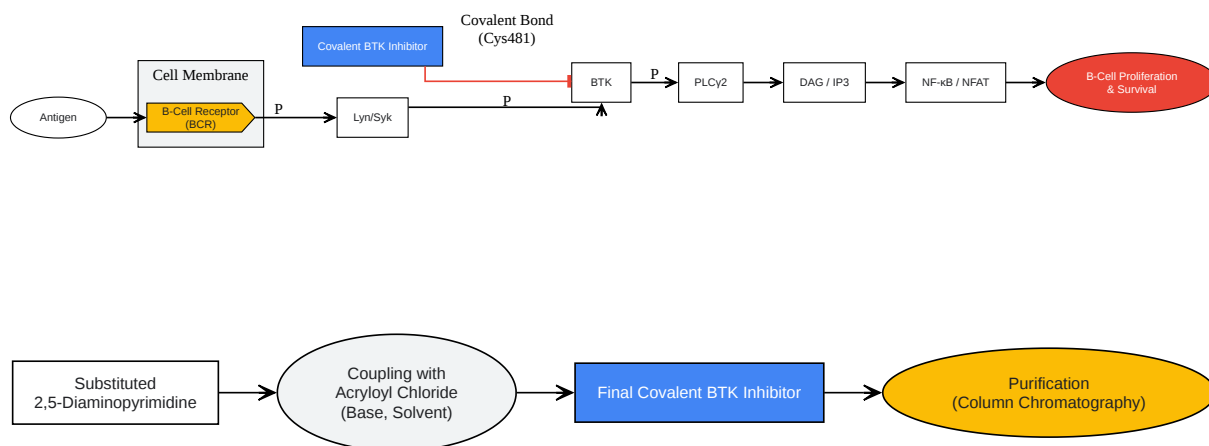 Covalent Bond
(Cys481)
Covalent BTK Inhibitor
Cell Membrane
BTK
P
PLCγ2
DAG / IP3
NF-κB / NFAT
B-Cell Proliferation
& Survival
Antigen
B-Cell Receptor
(BCR)
P
Lyn/Syk
P
Substituted
2,5-Diaminopyrimidine
Coupling with
Acryloyl Chloride
(Base, Solvent)
Final Covalent BTK Inhibitor
Purification
(Column Chromatography)